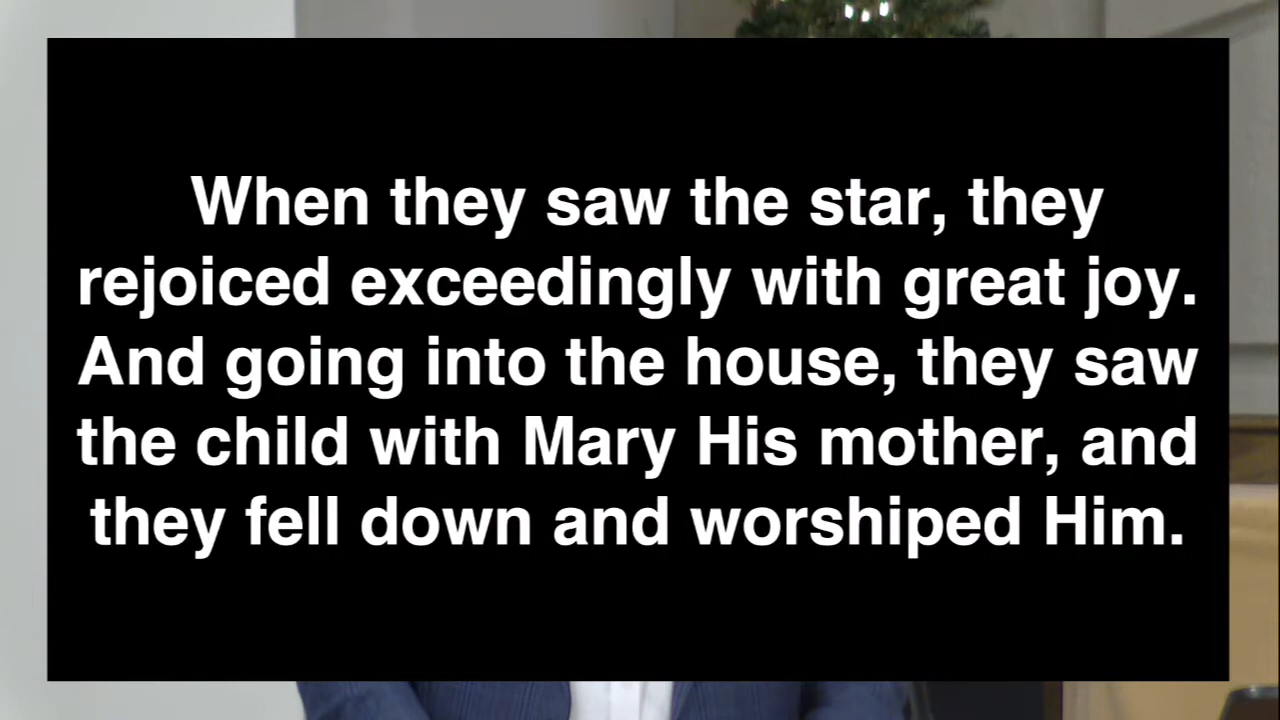 When they saw the star, they
rejoiced exceedingly with great joy.
And going into the house, they saw
the child with Mary His mother, and
they fell down and worshiped Him.